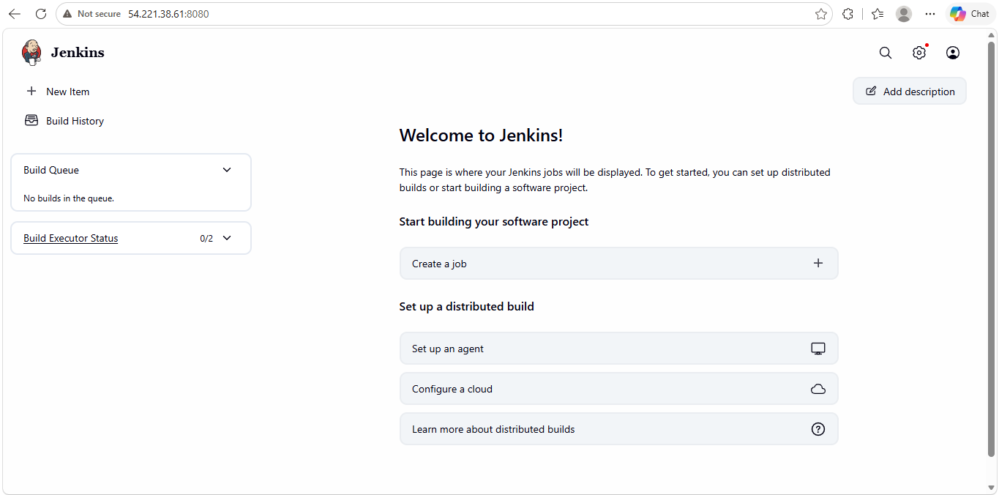 Not secure 54.221.38.61:8080
Chat
Jenkins
New Item
Add description
Build History
Build Queue
No builds in the queue.
Build Executor Status 0/2
Welcome to Jenkins!
This page is where your Jenkins jobs will be displayed. To get started, you can set up distributed
builds or start building a software project.
Start building your software project
Create a job
Set up a distributed build
Set up an agent
Configure a cloud
Learn more about distributed builds